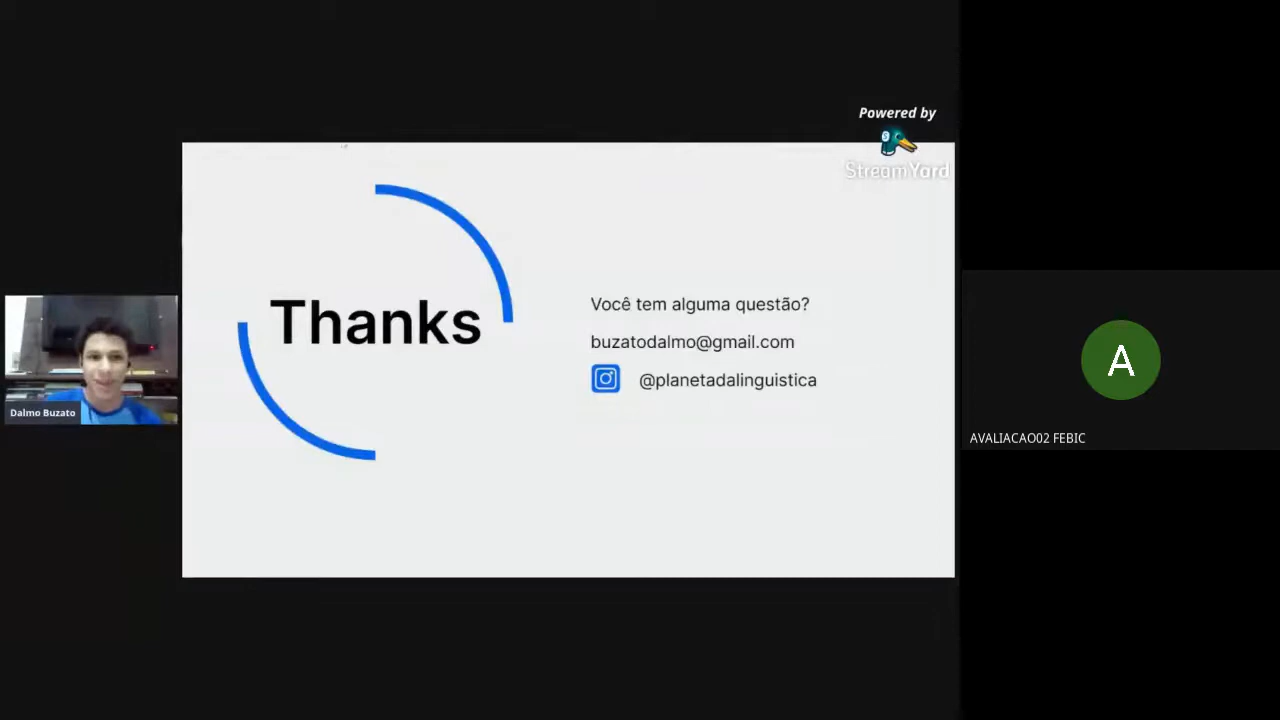 Powered by
StreamYard
Thanks
Você tem alguma questão?
buzatodalmo@gmail.com
@planetadalinguistica
Dalmo Buzato
A
AVALIACAO02 FEBIC